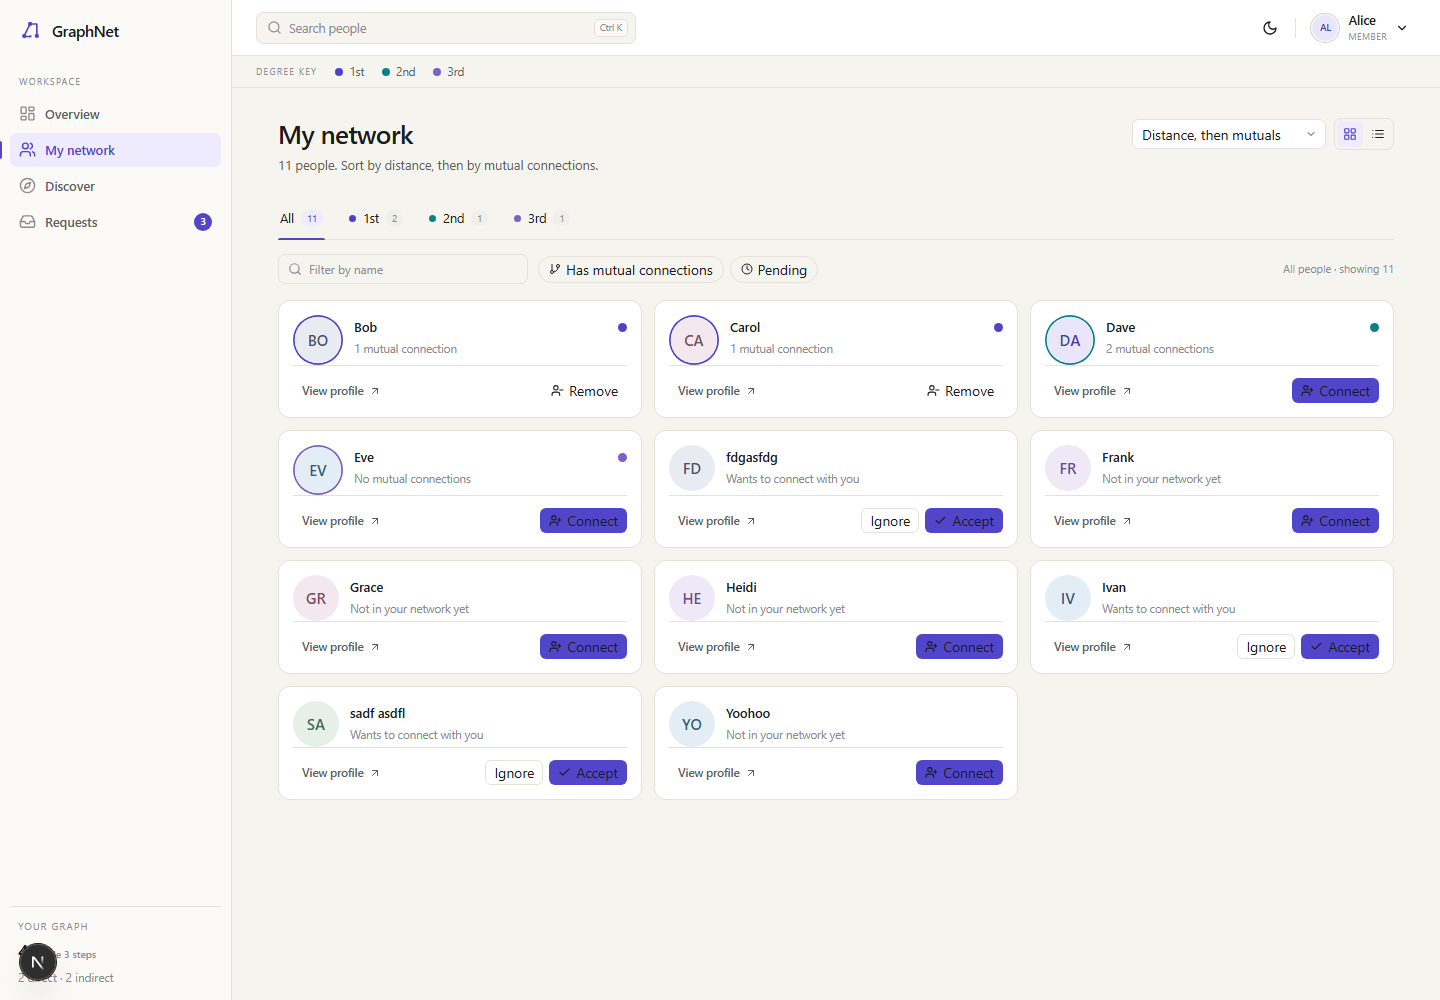 GraphNet
Search people
Ctrl K
AL
Alice
MEMBER
DEGREE KEY
1st
2nd
3rd
WORKSPACE
Overview
My network
Discover
Requests
3
My network
11 people. Sort by distance, then by mutual connections.
Distance, then mutuals
All 11
1st 2
2nd 1
3rd 1
Filter by name
Has mutual connections
Pending
All people · showing 11
BO
Bob
1 mutual connection
View profile
Remove
CA
Carol
1 mutual connection
View profile
Remove
DA
Dave
2 mutual connections
View profile
Connect
EV
Eve
No mutual connections
View profile
Connect
FD
fdgasfdg
Wants to connect with you
View profile
Ignore
Accept
FR
Frank
Not in your network yet
View profile
Connect
GR
Grace
Not in your network yet
View profile
Connect
HE
Heidi
Not in your network yet
View profile
Connect
IV
Ivan
Wants to connect with you
View profile
Ignore
Accept
SA
sadf asdfl
Wants to connect with you
View profile
Ignore
Accept
YO
Yoohoo
Not in your network yet
View profile
Connect
YOUR GRAPH
3 steps
N
2 · 2 indirect